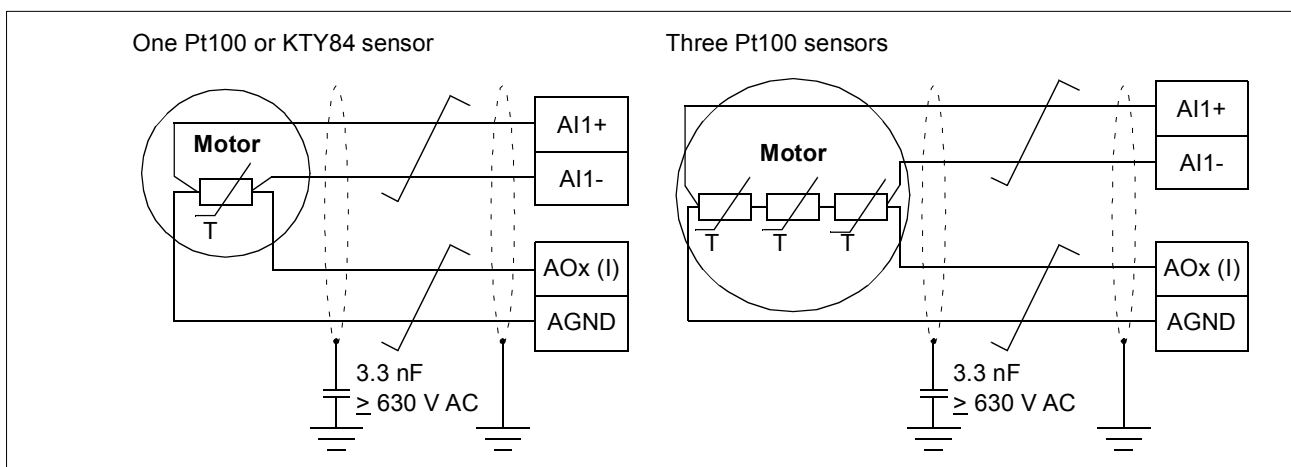 One Pt100 or KTY84 sensor
Motor
T
AI1+
AI1-
AOx (I)
AGND
3.3 nF
≥ 630 V AC
Three Pt100 sensors
Motor
T
T
T
AI1+
AI1-
AOx (I)
AGND
3.3 nF
≥ 630 V AC